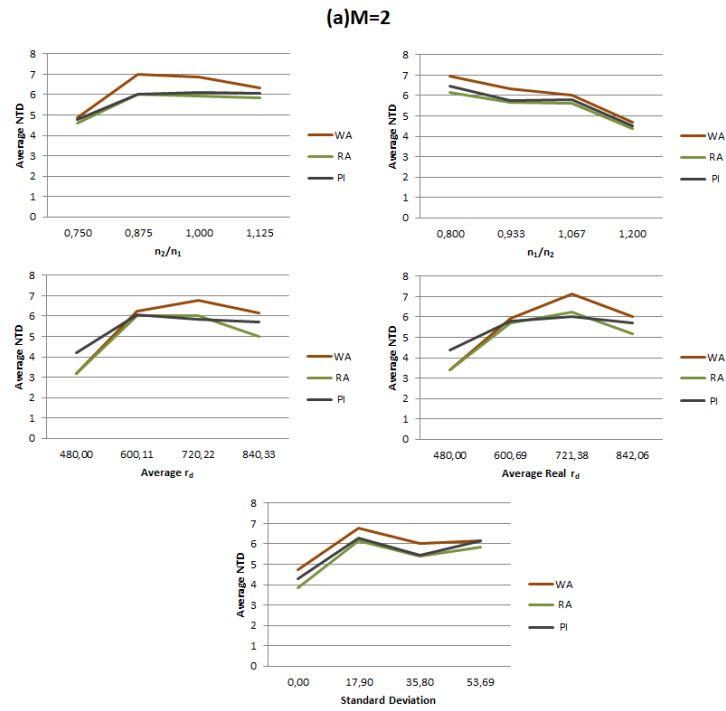 (a)M=2
8
7
6
5
4
3
2
1
0
Average NTD
0,750 0,875 1,000 1,125
n2/n1
WA
RA
PI
8
7
6
5
4
3
2
1
0
Average NTD
0,800 0,933 1,067 1,200
n1/n2
WA
RA
PI
8
7
6
5
4
3
2
1
0
Average NTD
480,00 600,11 720,22 840,33
Average rd
WA
RA
PI
8
7
6
5
4
3
2
1
0
Average NTD
480,00 600,69 721,38 842,06
Average Real rd
WA
RA
PI
8
7
6
5
4
3
2
1
0
Average NTD
0,00 17,90 35,80 53,69
Standard Deviation
WA
RA
PI